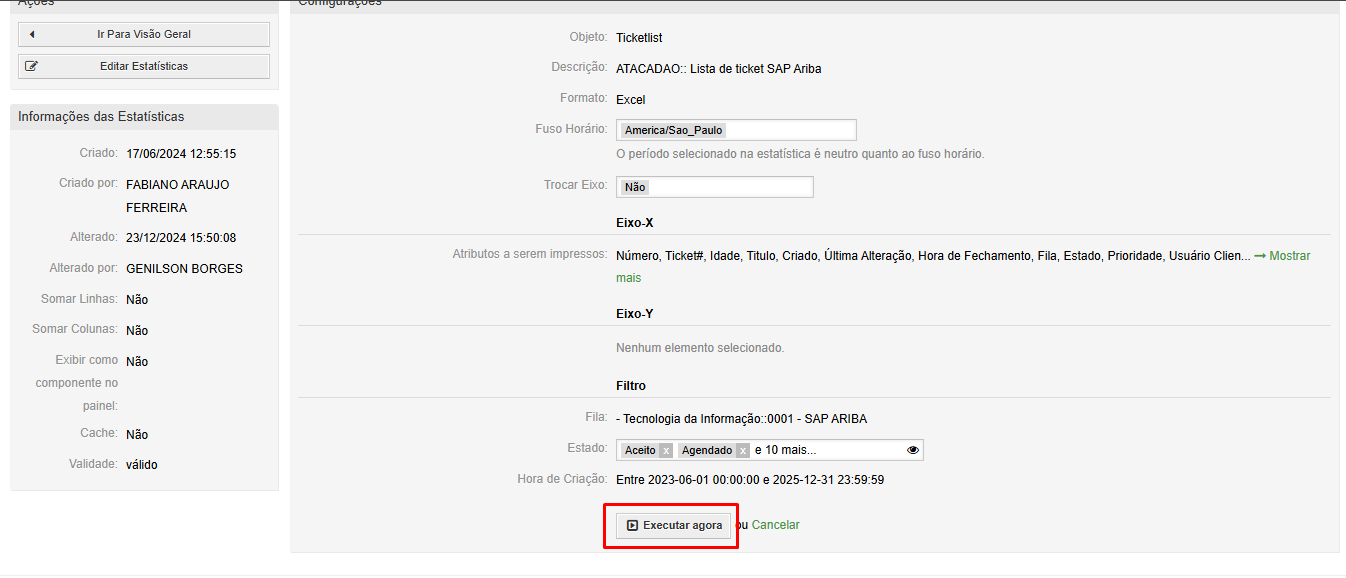 Ações
Ir Para Visão Geral
Editar Estatísticas
Informações das Estatísticas
Criado: 17/06/2024 12:55:15
Criado por: FABIANO ARAUJO
FERREIRA
Alterado: 23/12/2024 15:50:08
Alterado por: GENILSON BORGES
Somar Linhas: Não
Somar Colunas: Não
Exibir como Não
componente no
painel:
Cache: Não
Validade: válido
Configurações
Objeto: Ticketlist
Descrição: ATACADAO:: Lista de ticket SAP Ariba
Formato: Excel
Fuso Horário: America/Sao_Paulo
O período selecionado na estatística é neutro quanto ao fuso horário.
Trocar Eixo: Não
Eixo-X
Atributos a serem impressos: Número, Ticket#, Idade, Titulo, Criado, Última Alteração, Hora de Fechamento, Fila, Estado, Prioridade, Usuário Clien... → Mostrar
mais
Eixo-Y
Nenhum elemento selecionado.
Filtro
Fila: - Tecnologia da Informação::0001 - SAP ARIBA
Estado: Aceito x Agendado x e 10 mais...
Hora de Criação: Entre 2023-06-01 00:00:00 e 2025-12-31 23:59:59
Executar agora ou Cancelar